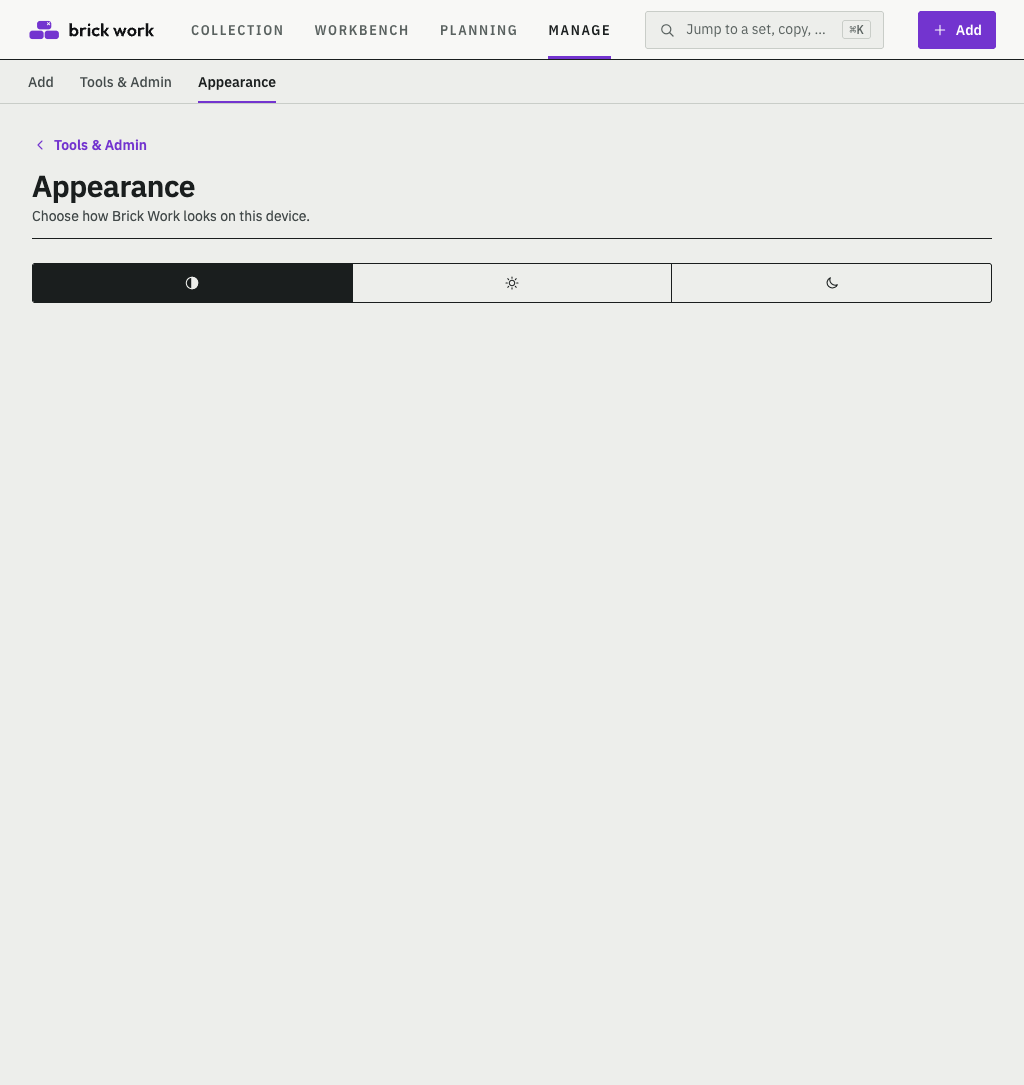 brick work
COLLECTION
WORKBENCH
PLANNING
MANAGE
Jump to a set, copy, ...
⌘K
Add
Add
Tools & Admin
Appearance
Tools & Admin
Appearance
Choose how Brick Work looks on this device.